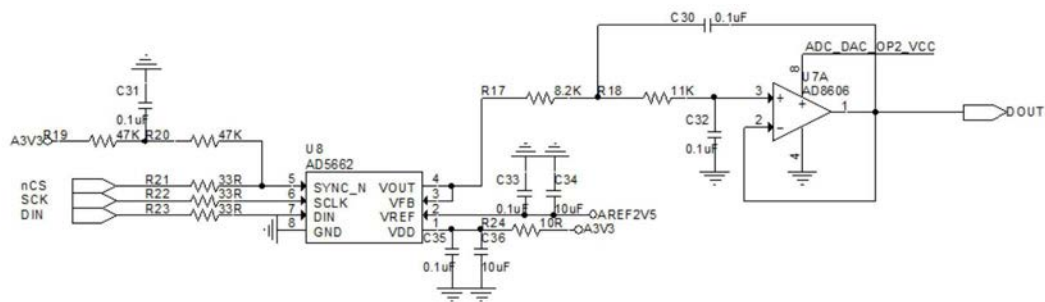 C30 0.1uF
ADC_DAC_OP2_VCC
8
U7A
AD8606
R17 8.2K R18 11K
3 + + 1
2 −
4
DOUT
C31
0.1uF
C32
0.1uF
R19 47K R20 47K
A3V3
U8
AD5662
nCS R21 33R 5 SYNC_N VOUT 4
SCK R22 33R 6 SCLK VFB 3
DIN R23 33R 7 DIN VREF 2
8 GND VDD 1
C33 C34
0.1uF 10uF AREF2V5
R24 10R A3V3
C35 C36
0.1uF 10uF